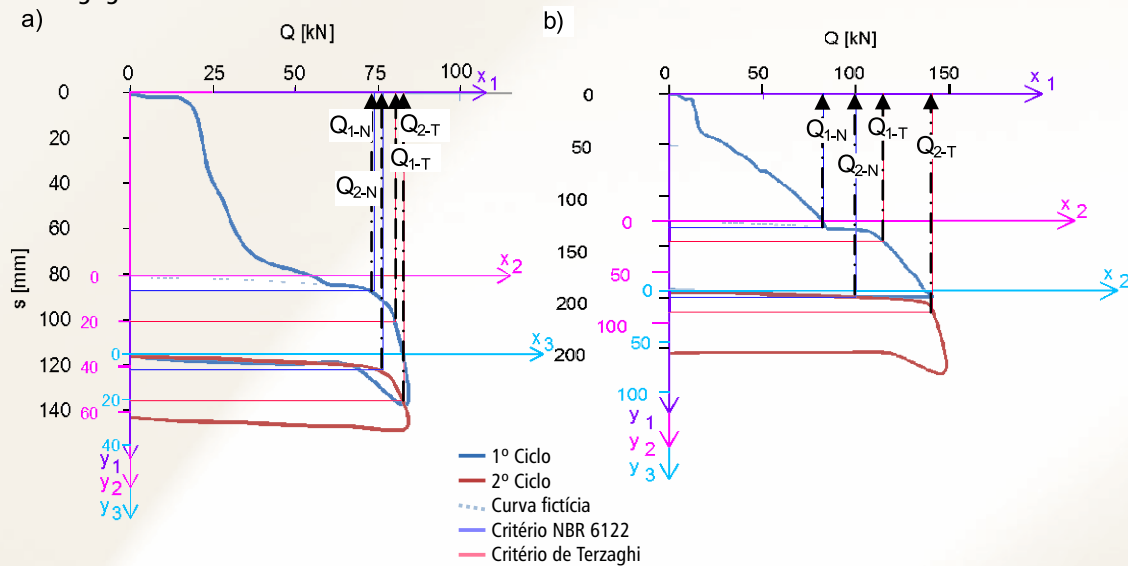 a)
Q [kN]
0 25 50 75 100
x1
0
20
40
60
80
100
120
140
s [mm]
Q1-N
Q2-T
Q1-T
Q2-N
0
x2
20
0
x3
40
20
60
40
y1
y2
y3
b)
Q [kN]
0 50 100 150
x1
0
50
100
150
200
200
Q1-N
Q1-T
Q2-N
Q2-T
0
x2
50
0
x2
100
50
100
y1
y2
y3
1º Ciclo
2º Ciclo
Curva fictícia
Critério NBR 6122
Critério de Terzaghi